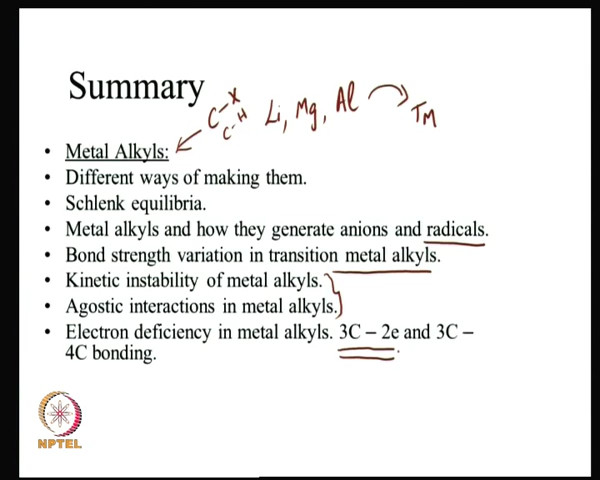 Summary
C-X
C-H
Li, Mg, Al
TM
• Metal Alkyls:
• Different ways of making them.
• Schlenk equilibria.
• Metal alkyls and how they generate anions and radicals.
• Bond strength variation in transition metal alkyls.
• Kinetic instability of metal alkyls.
• Agostic interactions in metal alkyls.
• Electron deficiency in metal alkyls. 3C – 2e and 3C –
4C bonding.
NPTEL